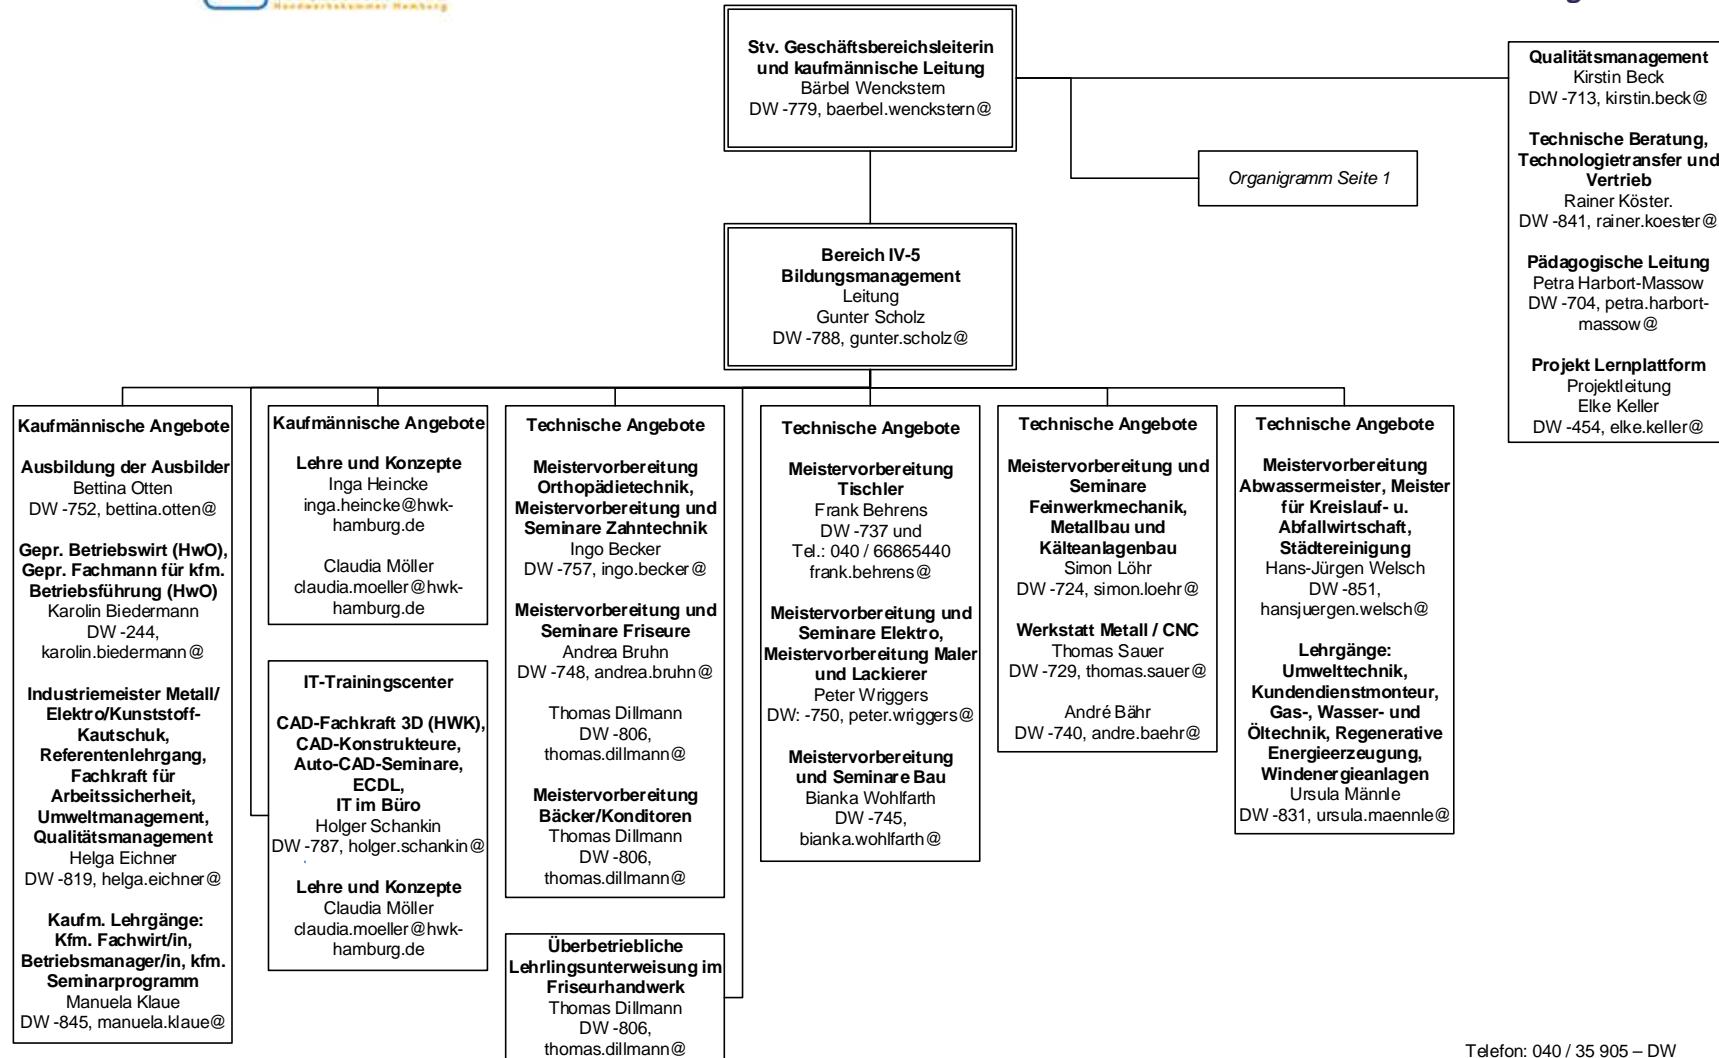 Handwerkskammer Hamburg
Stv. Geschäftsbereichsleiterin
und kaufmännische Leitung
Bärbel Wenckstern
DW -779, baerbel.wenckstern@
Qualitätsmanagement
Kirstin Beck
DW -713, kirstin.beck@
Technische Beratung,
Technologietransfer und
Vertrieb
Rainer Köster.
DW -841, rainer.koester@
Pädagogische Leitung
Petra Harbort-Massow
DW -704, petra.harbort-
massow@
Projekt Lernplattform
Projektleitung
Elke Keller
DW -454, elke.keller@
Organigramm Seite 1
Bereich IV-5
Bildungsmanagement
Leitung
Gunter Scholz
DW -788, gunter.scholz@
Kaufmännische Angebote
Ausbildung der Ausbilder
Bettina Otten
DW -752, bettina.otten@
Gepr. Betriebswirt (HwO),
Gepr. Fachmann für kfm.
Betriebsführung (HwO)
Karolin Biedermann
DW -244,
karolin.biedermann@
Industriemeister Metall/
Elektro/Kunststoff-
Kautschuk,
Referentenlehrgang,
Fachkraft für
Arbeitssicherheit,
Umweltmanagement,
Qualitätsmanagement
Helga Eichner
DW -819, helga.eichner@
Kaufm. Lehrgänge:
Kfm. Fachwirt/in,
Betriebsmanager/in, kfm.
Seminarprogramm
Manuela Klaue
DW -845, manuela.klaue@
Kaufmännische Angebote
Lehre und Konzepte
Inga Heincke
inga.heincke@hwk-
hamburg.de
Claudia Möller
claudia.moeller@hwk-
hamburg.de
IT-Trainingscenter
CAD-Fachkraft 3D (HWK),
CAD-Konstrukteure,
Auto-CAD-Seminare,
ECDL,
IT im Büro
Holger Schankin
DW -787, holger.schankin@
Lehre und Konzepte
Claudia Möller
claudia.moeller@hwk-
hamburg.de
Technische Angebote
Meistervorbereitung
Orthopädietechnik,
Meistervorbereitung und
Seminare Zahntechnik
Ingo Becker
DW -757, ingo.becker@
Meistervorbereitung und
Seminare Friseure
Andrea Bruhn
DW -748, andrea.bruhn@
Thomas Dillmann
DW -806,
thomas.dillmann@
Meistervorbereitung
Bäcker/Konditoren
Thomas Dillmann
DW -806,
thomas.dillmann@
Überbetriebliche
Lehrlingsunterweisung im
Friseurhandwerk
Thomas Dillmann
DW -806,
thomas.dillmann@
Technische Angebote
Meistervorbereitung
Tischler
Frank Behrens
DW -737 und
Tel.: 040 / 66865440
frank.behrens@
Meistervorbereitung und
Seminare Elektro,
Meistervorbereitung Maler
und Lackierer
Peter Wriggers
DW: -750, peter.wriggers@
Meistervorbereitung
und Seminare Bau
Bianka Wohlfarth
DW -745,
bianka.wohlfarth@
Technische Angebote
Meistervorbereitung und
Seminare
Feinwerkmechanik,
Metallbau und
Kälteanlagenbau
Simon Löhr
DW -724, simon.loehr@
Werkstatt Metall / CNC
Thomas Sauer
DW -729, thomas.sauer@
André Bähr
DW -740, andre.baehr@
Technische Angebote
Meistervorbereitung
Abwassermeister, Meister
für Kreislauf- u.
Abfallwirtschaft,
Städtereinigung
Hans-Jürgen Welsch
DW -851,
hansjuergen.welsch@
Lehrgänge:
Umwelttechnik,
Kundendienstmonteur,
Gas-, Wasser- und
Öltechnik, Regenerative
Energieerzeugung,
Windenergieanlagen
Ursula Männle
DW -831, ursula.maennle@
Telefon: 040 / 35 905 – DW